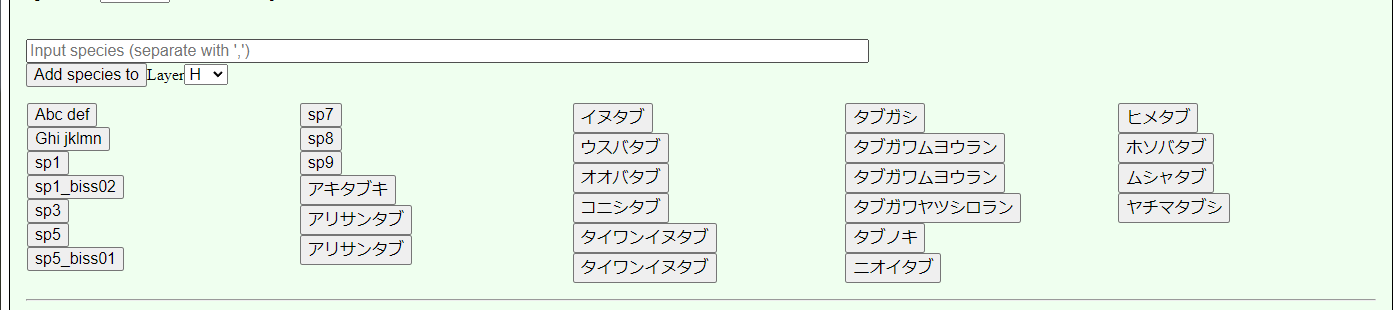 Input species (separate with ',')
Add species to Layer H
Abc def
Ghi jklmn
sp1
sp1_biss02
sp3
sp5
sp5_biss01
sp7
sp8
sp9
アキタブキ
アリサンタブ
アリサンタブ
イヌタブ
ウスバタブ
オオバタブ
コニシタブ
タイワンイヌタブ
タイワンイヌタブ
タブガシ
タブガワムヨウラン
タブガワムヨウラン
タブガワヤツシロラン
タブノキ
ニオイタブ
ヒメタブ
ホソバタブ
ムシャタブ
ヤチマタブシ